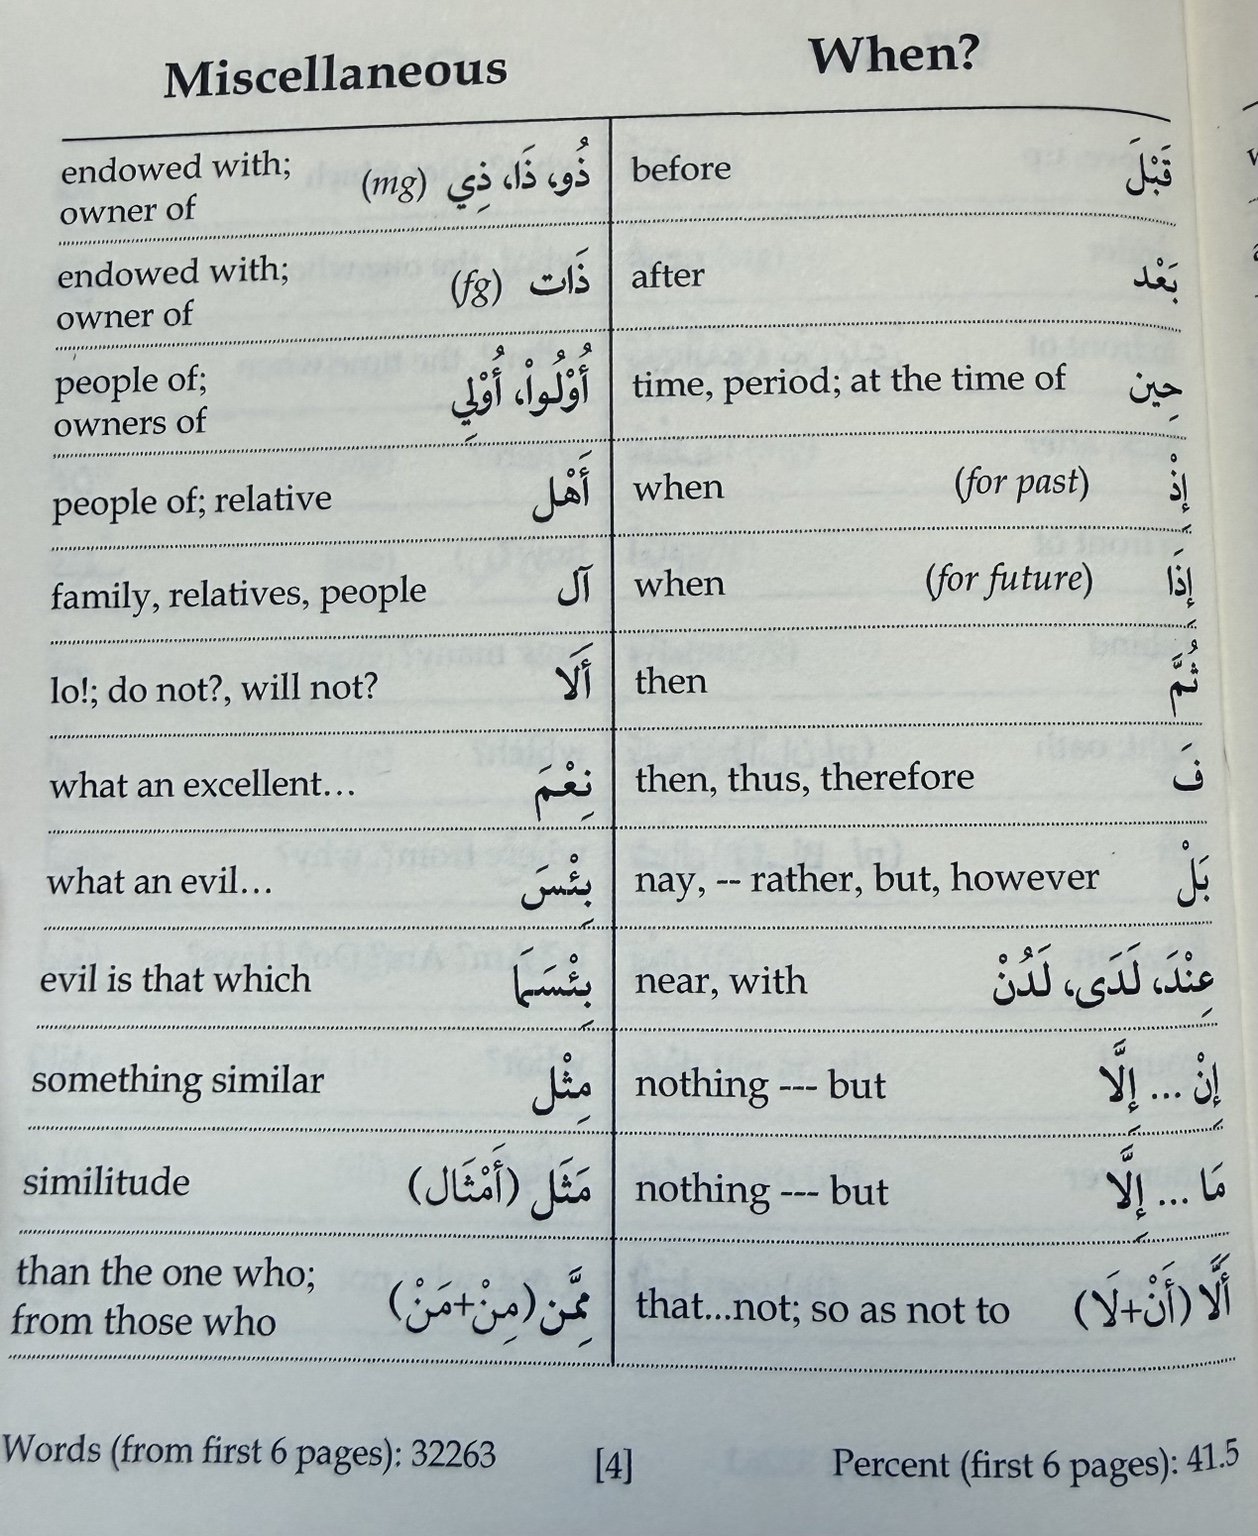 Miscellaneous When?
endowed with; (mg) ذُو، ذَا، ذِي before قَبْلَ
owner of
endowed with; (fg) ذَات after بَعْد
owner of
people of; أُوْلُواْ، أُوْلِي time, period; at the time of حِين
owners of
people of; relative أَهْل when (for past) إِذْ
family, relatives, people آل when (for future) إِذَا
lo!; do not?, will not? أَلَا then ثُمَّ
what an excellent... نِعْمَ then, thus, therefore فَ
what an evil... بِئْسَ nay, -- rather, but, however بَلْ
evil is that which بِئْسَمَا near, with عِنْدَ، لَدَى، لَدُنْ
something similar مِثْل nothing --- but إِنْ ... إِلَّا
similitude مَثَل (أَمْثَال) nothing --- but مَا ... إِلَّا
than the one who; مِمَّن (مِنْ+مَنْ) that...not; so as not to أَلَّا (أَنْ+لَا)
from those who
Words (from first 6 pages): 32263 [4] Percent (first 6 pages): 41.5